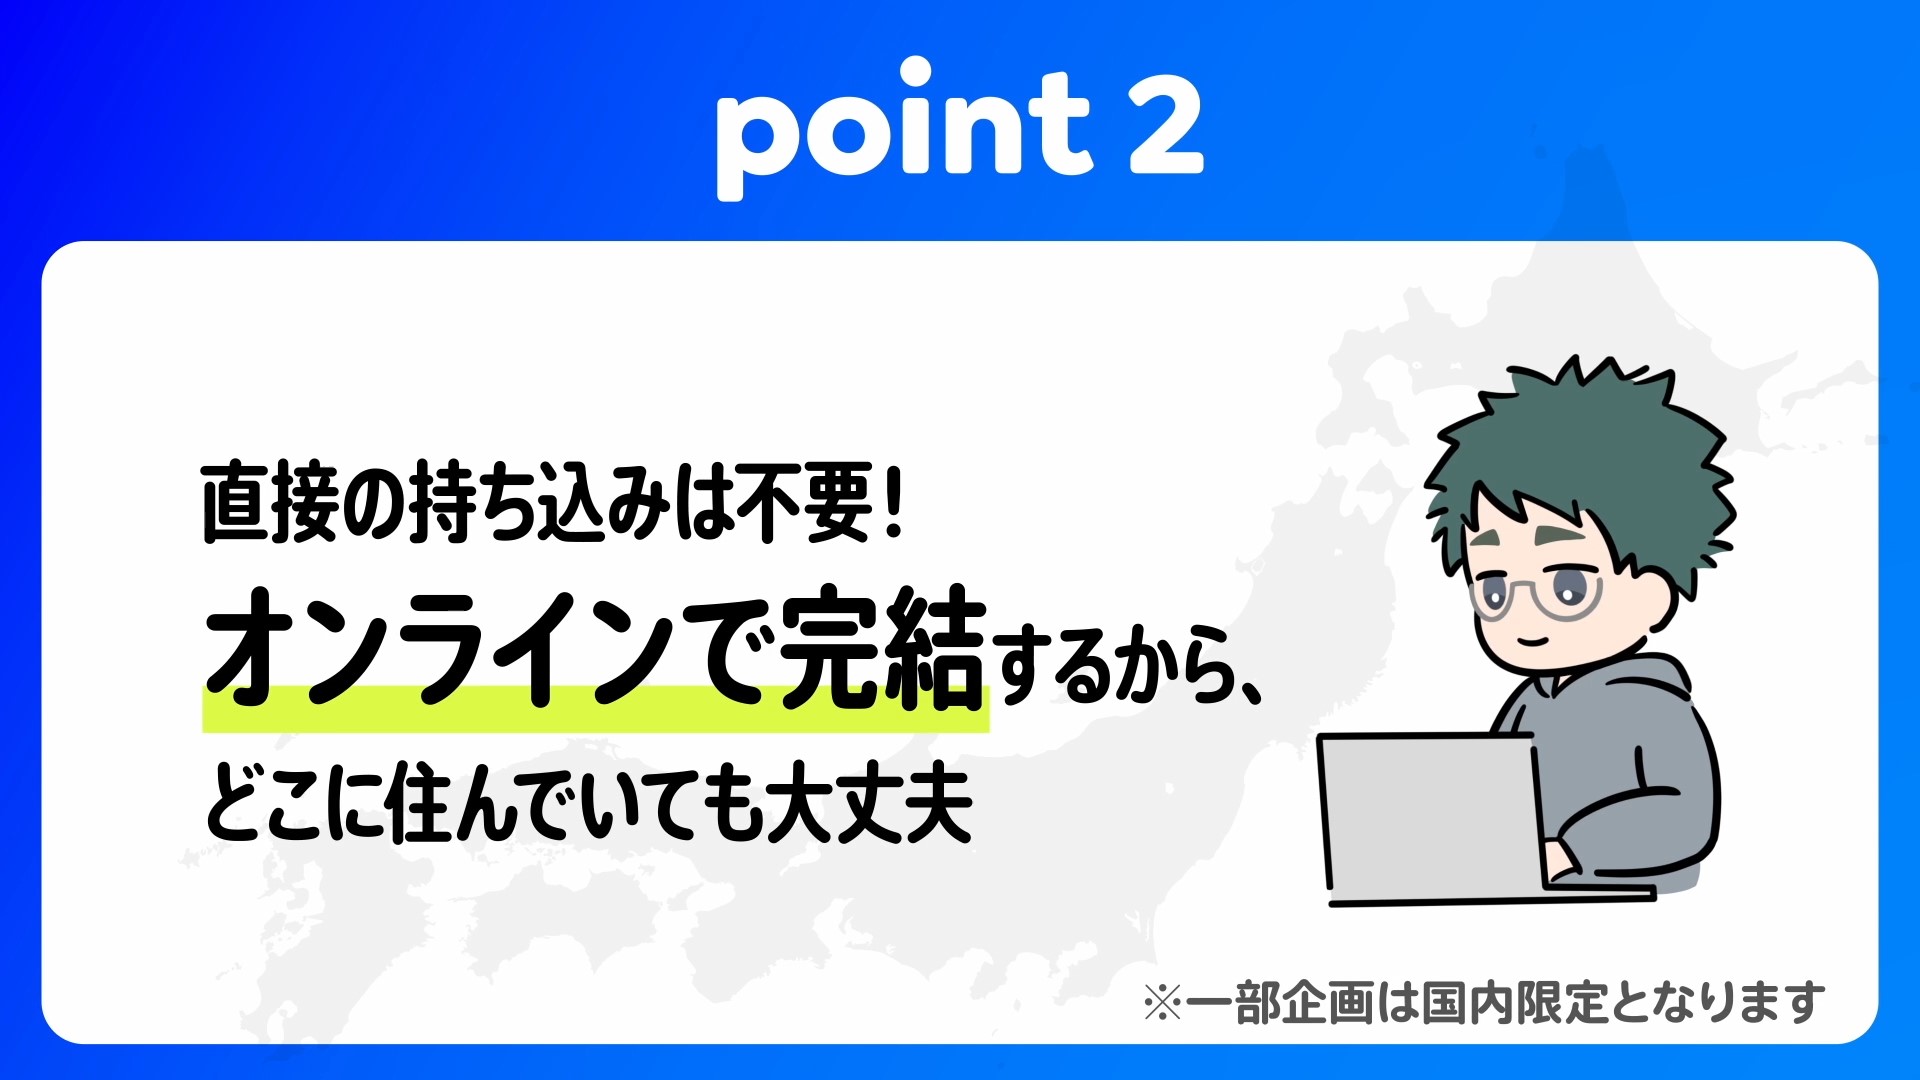 point 2
直接の持ち込みは不要！
オンラインで完結するから、
どこに住んでいても大丈夫
※一部企画は国内限定となります